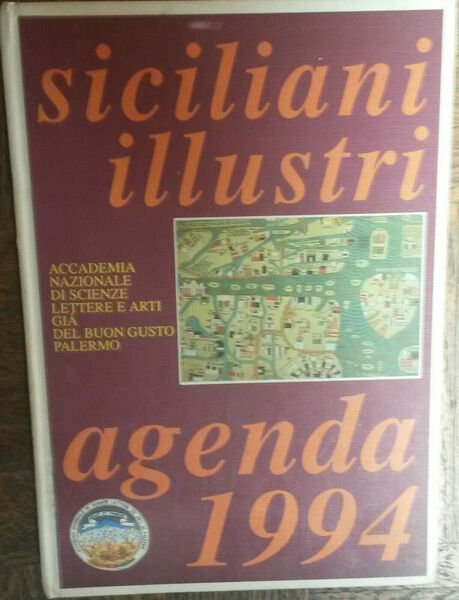 siciliani
illustri
ACCADEMIA
NAZIONALE
DI SCIENZE
LETTERE E ARTI
GIÀ
DEL BUON GUSTO
PALERMO
agenda
1994